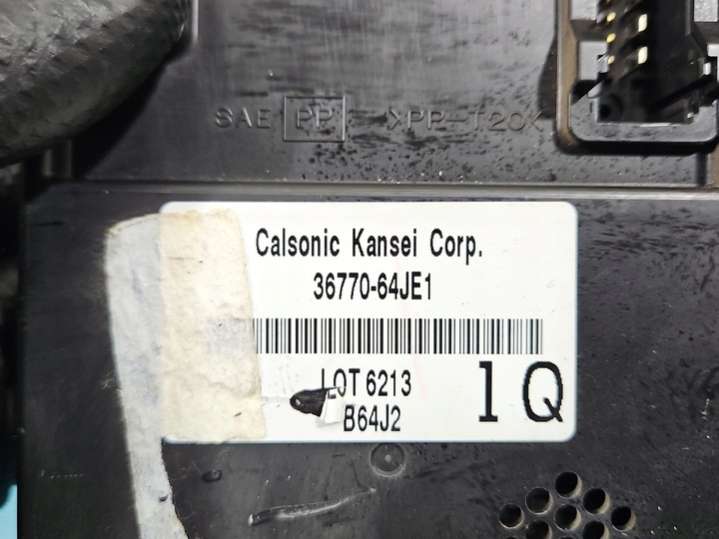 SAE PP >PP-T20<
Calsonic Kansei Corp.
36770-64JE1
LOT 6213
B64J2
1Q